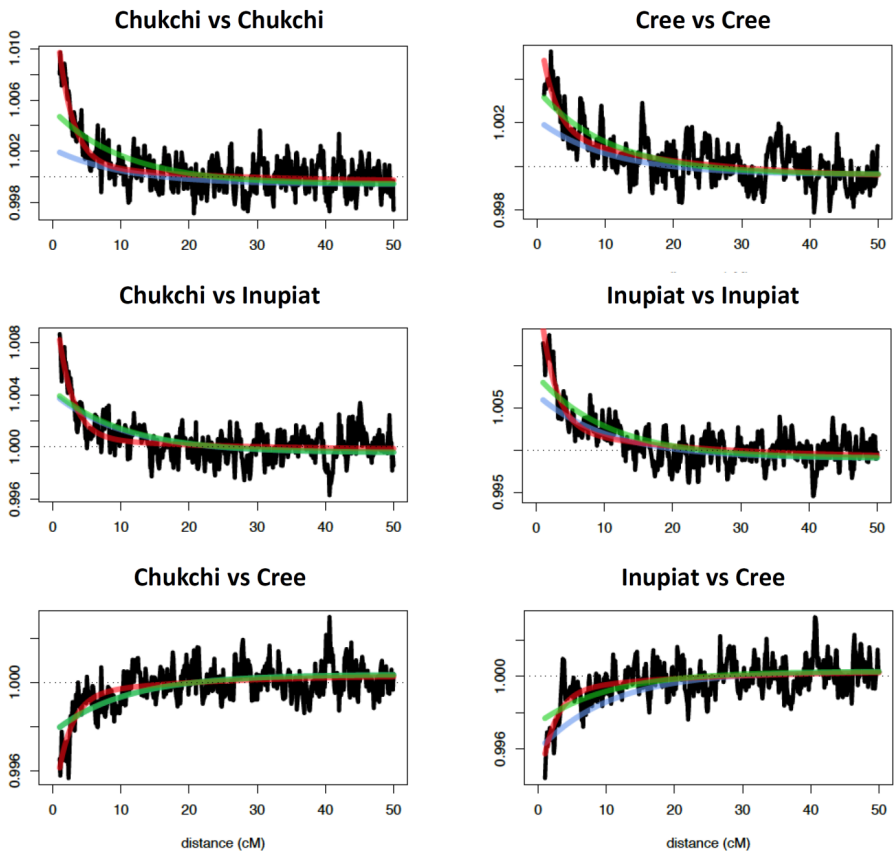 Chukchi vs Chukchi
0.998 1.002 1.006 1.010
0 10 20 30 40 50
Cree vs Cree
0.998 1.002
0 10 20 30 40 50
Chukchi vs Inupiat
0.996 1.000 1.004 1.008
0 10 20 30 40 50
Inupiat vs Inupiat
0.995 1.005
0 10 20 30 40 50
Chukchi vs Cree
0.996 1.000
0 10 20 30 40 50
distance (cM)
Inupiat vs Cree
0.996 1.000
0 10 20 30 40 50
distance (cM)